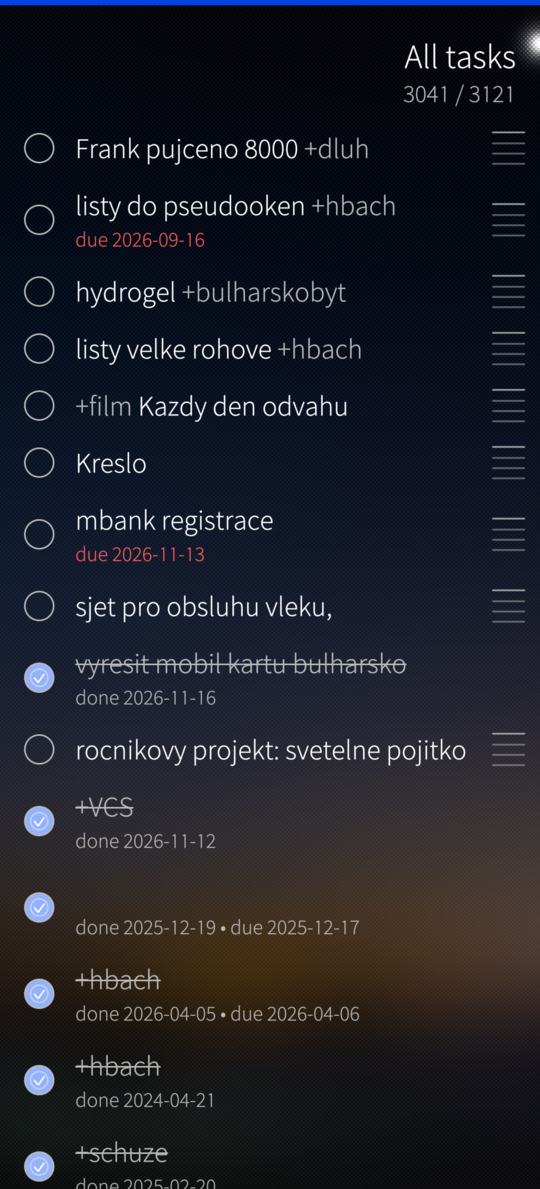 All tasks
3041 / 3121
Frank pujceno 8000 +dluh
listy do pseudooken +hbach
due 2026-09-16
hydrogel +bulharskobyt
listy velke rohove +hbach
+film Kazdy den odvahu
Kreslo
mbank registrace
due 2026-11-13
sjet pro obsluhu vleku,
vyresit mobil kartu bulharsko
done 2026-11-16
rocnikovy projekt: svetelne pojitko
+VCS
done 2026-11-12
done 2025-12-19 • due 2025-12-17
+hbach
done 2026-04-05 • due 2026-04-06
+hbach
done 2024-04-21
+schuze
done 2025-02-20